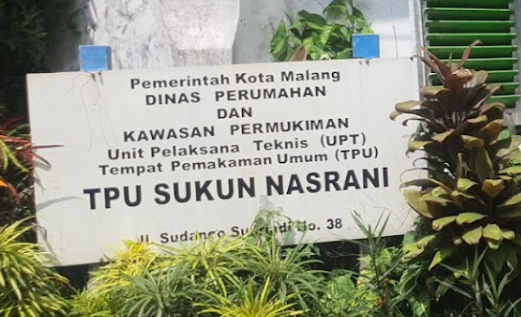 Pemerintah Kota Malang
DINAS PERUMAHAN
DAN
KAWASAN PERMUKIMAN
Unit Pelaksana Teknis (UPT)
Tempat Pemakaman Umum (TPU)
TPU SUKUN NASRANI
Jl. Sudanco No. 38